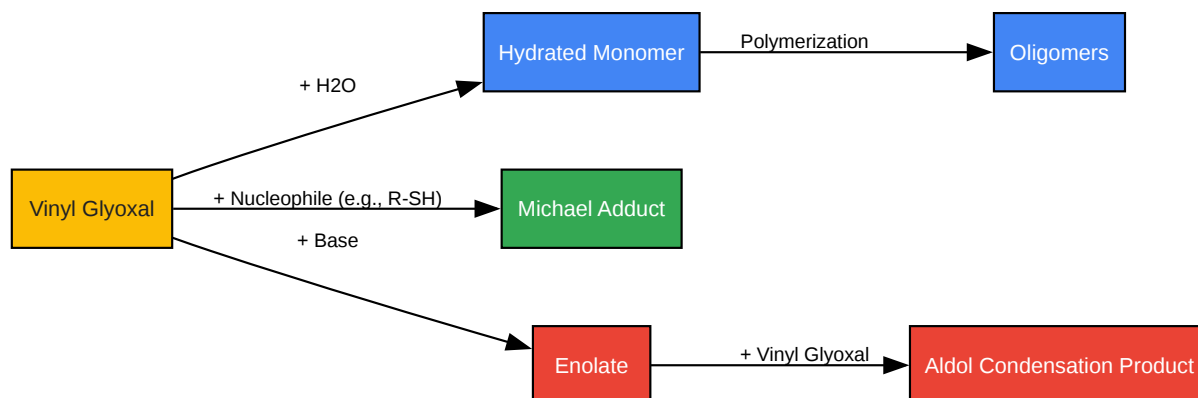 Hydrated Monomer
Polymerization
Oligomers
+ H2O
Vinyl Glyoxal
+ Nucleophile (e.g., R-SH)
Michael Adduct
+ Base
Enolate
+ Vinyl Glyoxal
Aldol Condensation Product